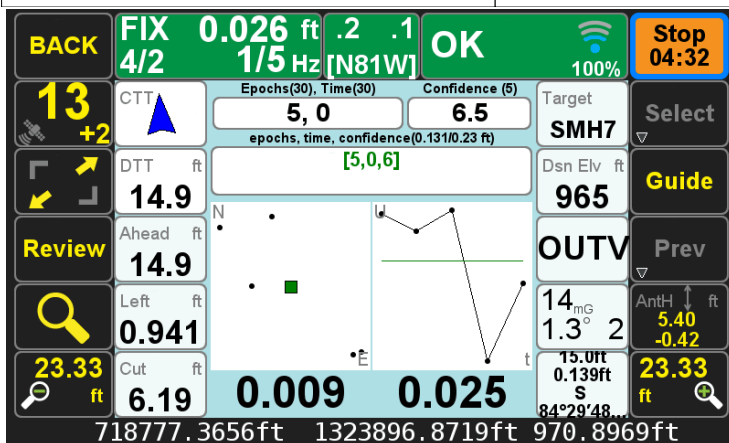 BACK
FIX 0.026 ft
4/2 1/5 Hz
.2 .1
[N81W]
OK
100%
Stop
04:32
13
+2
CTT
Epochs(30), Time(30)
5, 0
Confidence (5)
6.5
epochs, time, confidence(0.131/0.23 ft)
[5,0,6]
Target
SMH7
Select
DTT ft
14.9
Dsn Elv ft
965
Guide
Review
Ahead ft
14.9
N
U
OUTV
Prev
Left ft
0.941
14mG
1.3° 2
AntH ft
5.40
-0.42
23.33
ft
Cut ft
6.19
E
t
0.009
0.025
15.0ft
0.139ft
S
84°29'48...
23.33
ft
718777.3656ft 1323896.8719ft 970.8969ft